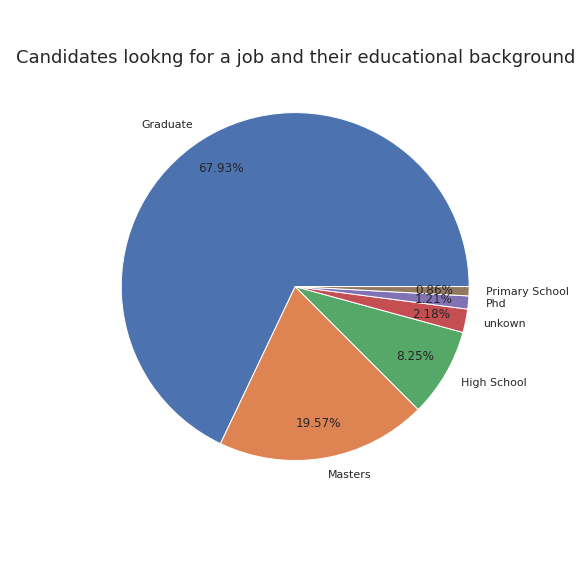 Candidates lookng for a job and their educational background
Graduate
67.93%
0.86%
Primary School
1.21%
Phd
2.18%
unkown
8.25%
High School
19.57%
Masters